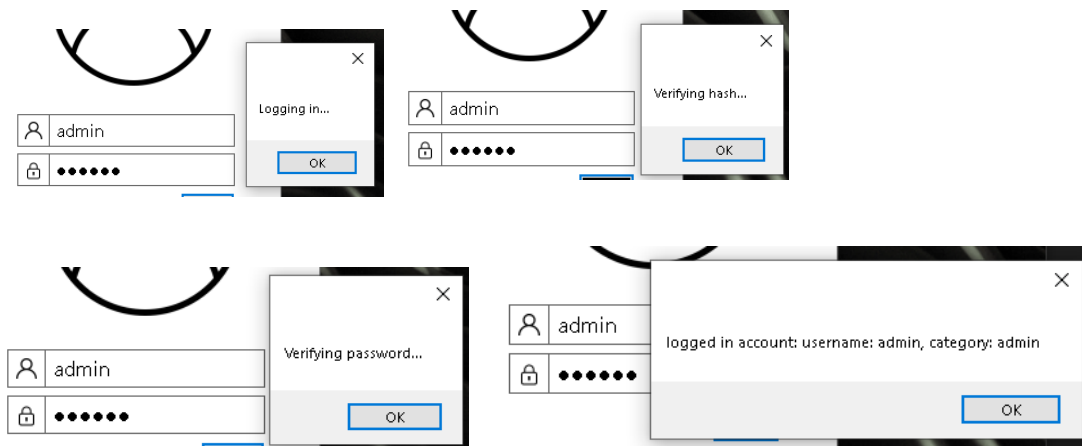 Logging in...
admin
OK
Verifying hash...
admin
OK
Verifying password...
admin
OK
logged in account: username: admin, category: admin
admin
OK